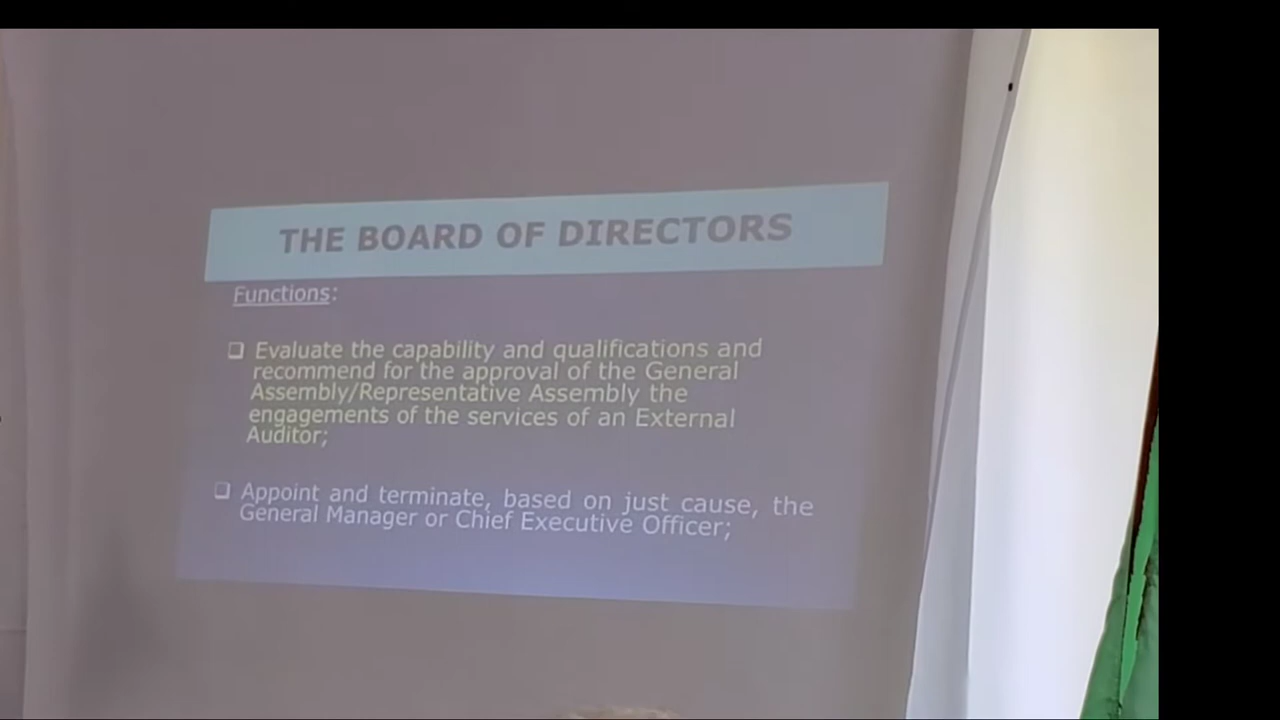 THE BOARD OF DIRECTORS
Functions:
❑ Evaluate the capability and qualifications and
recommend for the approval of the General
Assembly/Representative Assembly the
engagements of the services of an External
Auditor;
❑ Appoint and terminate, based on just cause, the
General Manager or Chief Executive Officer;